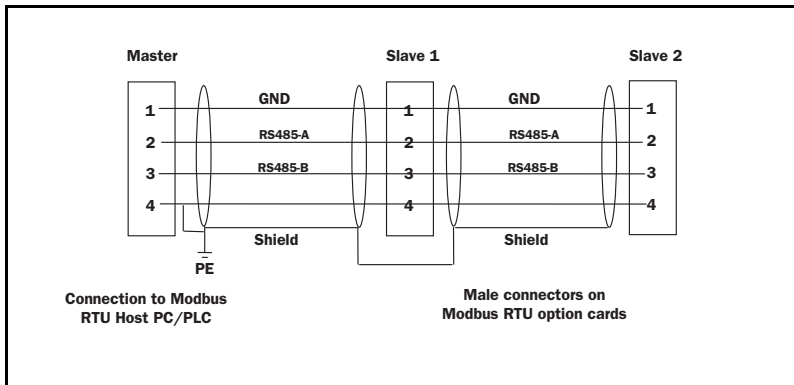 Master Slave 1 Slave 2
1 GND 1 GND 1
2 RS485-A 2 RS485-A 2
3 RS485-B 3 RS485-B 3
4 4 4
Shield Shield
PE
Connection to Modbus
RTU Host PC/PLC
Male connectors on
Modbus RTU option cards